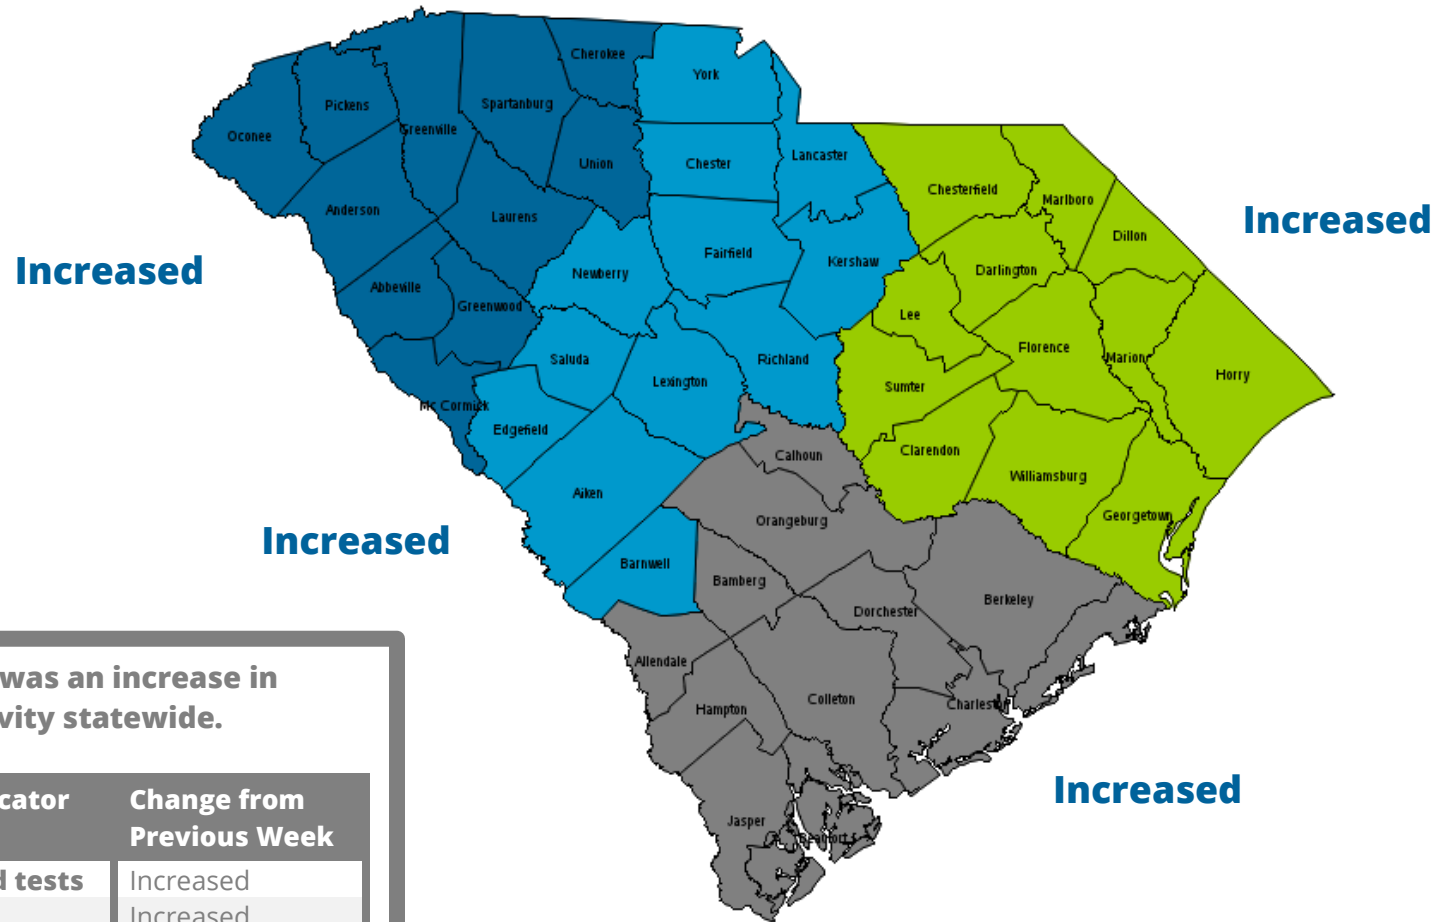 Cherokee
York
Pickens
Spartanburg
Greenville
Oconee
Union
Chester
Lancaster
Chesterfield
Marlboro
Anderson
Laurens
Increased
Dillon
Increased
Newberry
Fairfield
Kershaw
Darlington
Abbeville
Greenwood
Lee
Saluda
Richland
Florence
Marion
Lexington
Horry
Sumter
Mc Cormick
Edgefield
Calhoun
Clarendon
Williamsburg
Aiken
Orangeburg
Georgetown
Increased
Barnwell
Bamberg
Dorchester
Berkeley
Allendale
Hampton
Colleton
Charleston
Increased
Jasper
Beaufort
was an increase in
vity statewide.
cator
Change from
Previous Week
d tests
Increased
Increased